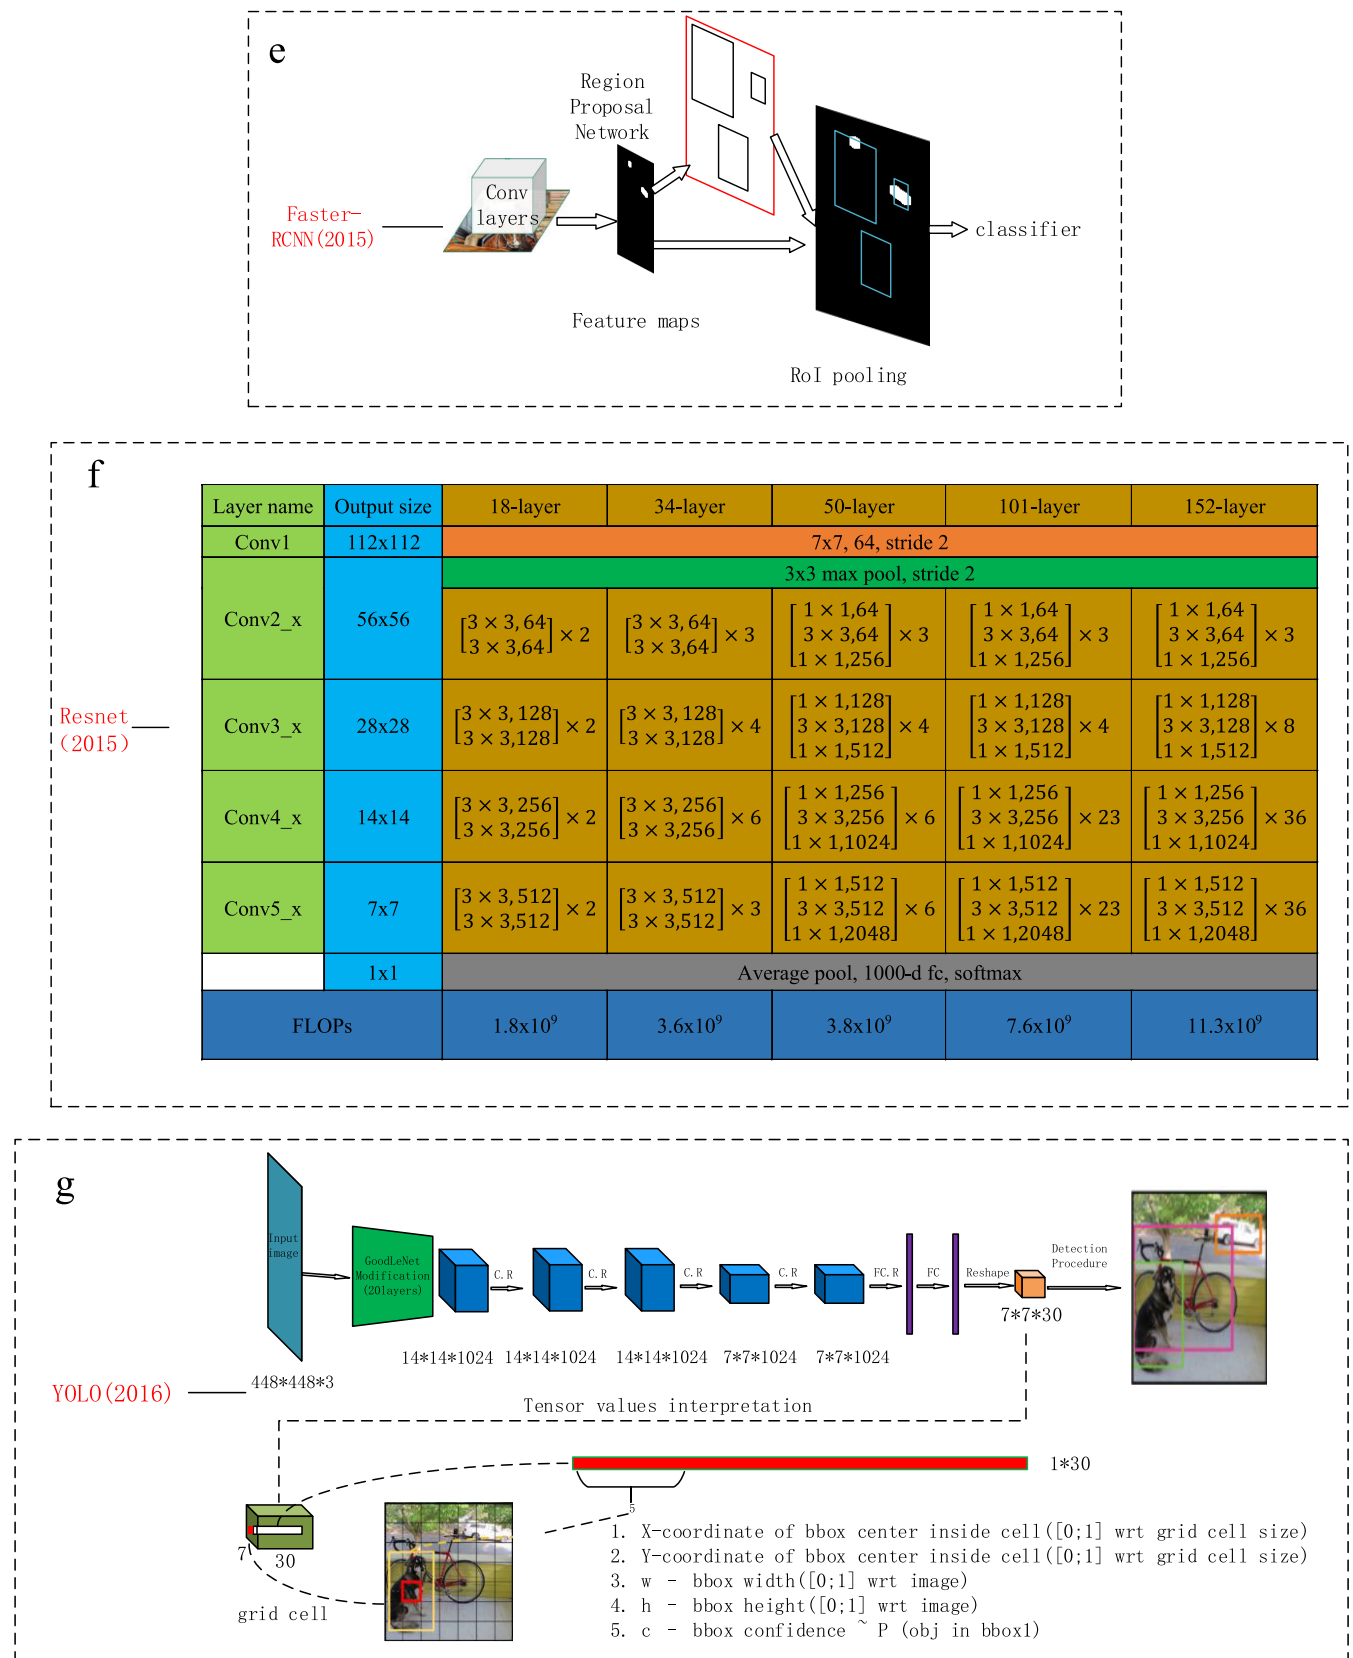 e
Region
Proposal
Network
Conv
layers
Faster-
RCNN(2015)
classifier
Feature maps
RoI pooling
f
Layer name Output size 18-layer 34-layer 50-layer 101-layer 152-layer
Conv1 112x112 7x7, 64, stride 2
3x3 max pool, stride 2
Conv2_x 56x56 [3 × 3, 64 3 × 3,64] × 2 [3 × 3, 64 3 × 3,64] × 3 [1 × 1,64 3 × 3,64 1 × 1,256] × 3 [1 × 1,64 3 × 3,64 1 × 1,256] × 3 [1 × 1,64 3 × 3,64 1 × 1,256] × 3
Resnet
(2015)
Conv3_x 28x28 [3 × 3, 128 3 × 3,128] × 2 [3 × 3, 128 3 × 3,128] × 4 [1 × 1,128 3 × 3,128 1 × 1,512] × 4 [1 × 1,128 3 × 3,128 1 × 1,512] × 4 [1 × 1,128 3 × 3,128 1 × 1,512] × 8
Conv4_x 14x14 [3 × 3, 256 3 × 3,256] × 2 [3 × 3, 256 3 × 3,256] × 6 [1 × 1,256 3 × 3,256 1 × 1,1024] × 6 [1 × 1,256 3 × 3,256 1 × 1,1024] × 23 [1 × 1,256 3 × 3,256 1 × 1,1024] × 36
Conv5_x 7x7 [3 × 3, 512 3 × 3,512] × 2 [3 × 3, 512 3 × 3,512] × 3 [1 × 1,512 3 × 3,512 1 × 1,2048] × 6 [1 × 1,512 3 × 3,512 1 × 1,2048] × 23 [1 × 1,512 3 × 3,512 1 × 1,2048] × 36
1x1 Average pool, 1000-d fc, softmax
FLOPs 1.8x10⁹ 3.6x10⁹ 3.8x10⁹ 7.6x10⁹ 11.3x10⁹
g
Input
image
GoodLeNet
Modification
(20layers)
C.R C.R C.R C.R FC.R FC Reshape
Detection
Procedure
7*7*30
14*14*1024 14*14*1024 14*14*1024 7*7*1024 7*7*1024
448*448*3
YOLO(2016)
Tensor values interpretation
1*30
5
7 30
grid cell
1. X-coordinate of bbox center inside cell([0;1] wrt grid cell size)
2. Y-coordinate of bbox center inside cell([0;1] wrt grid cell size)
3. w - bbox width([0;1] wrt image)
4. h - bbox height([0;1] wrt image)
5. c - bbox confidence ~ P (obj in bbox1)